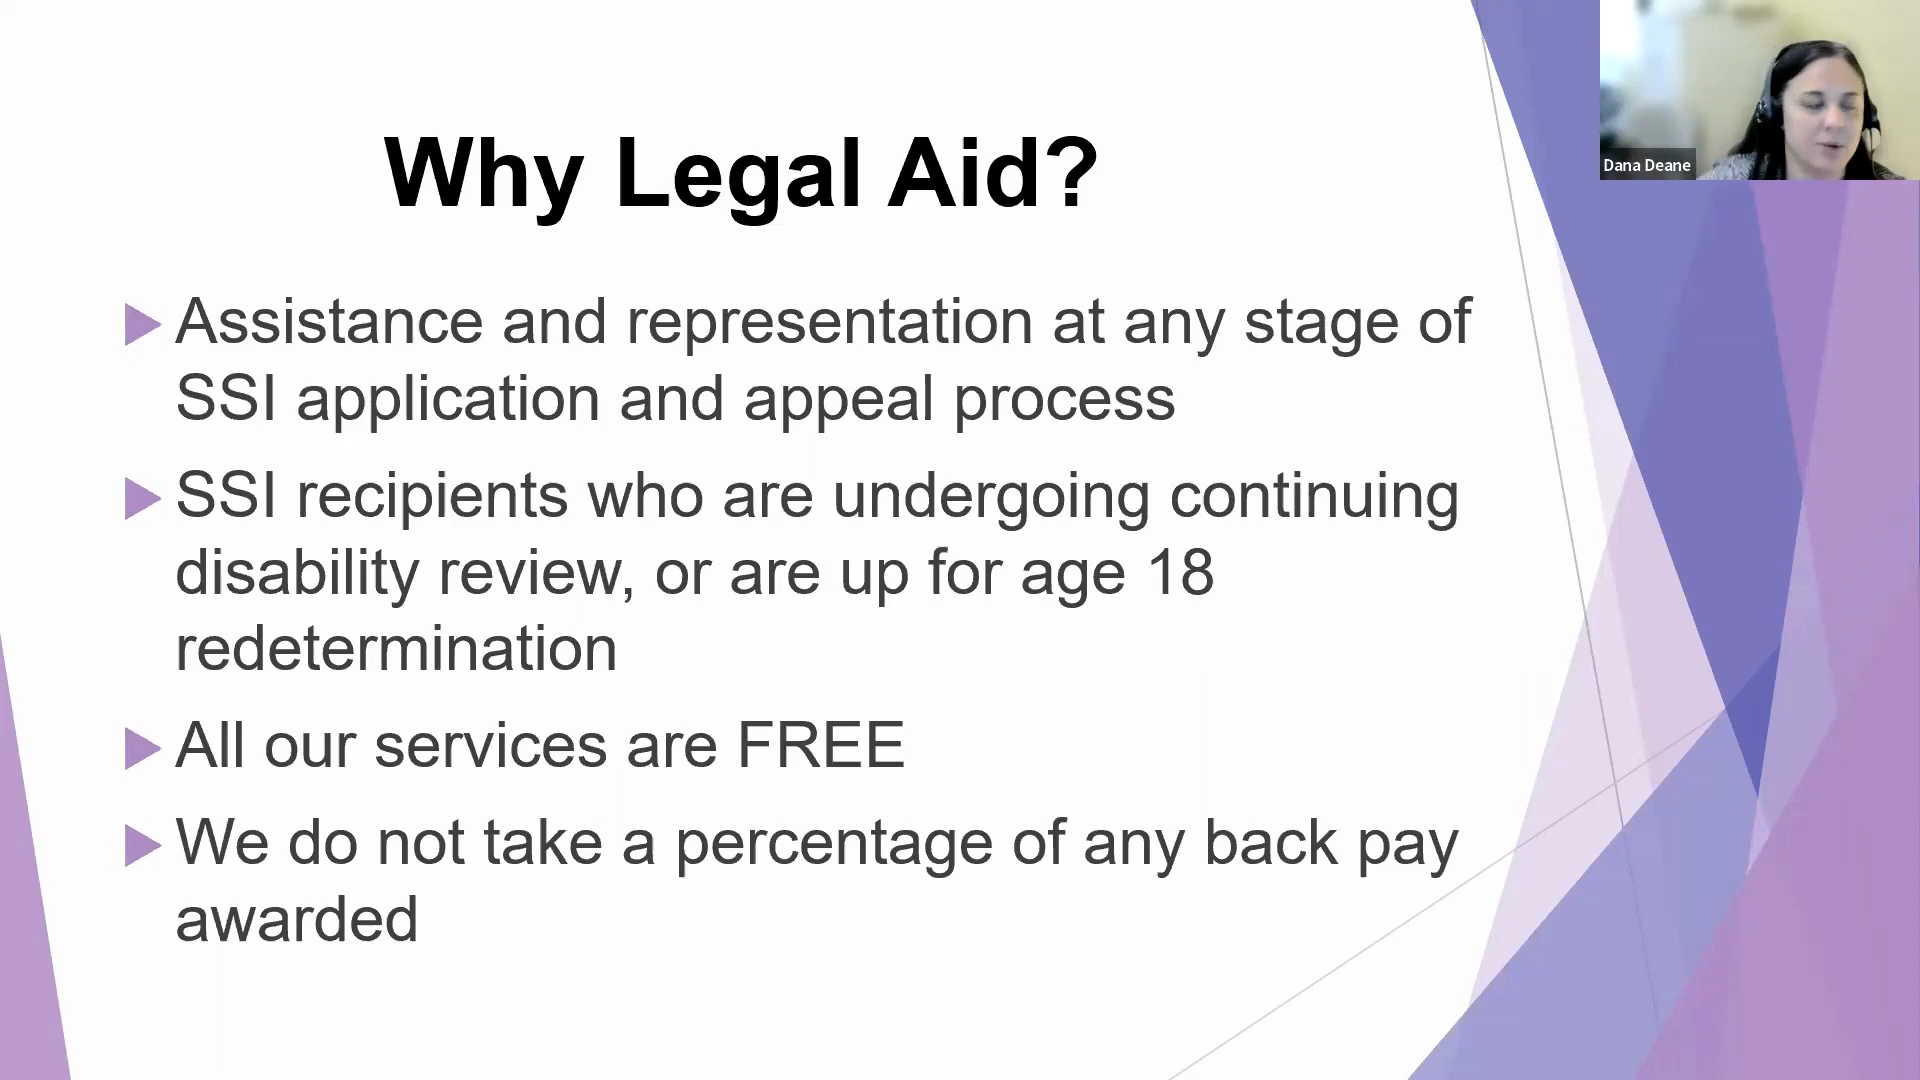 Why Legal Aid?
Dana Deane
Assistance and representation at any stage of
SSI application and appeal process
SSI recipients who are undergoing continuing
disability review, or are up for age 18
redetermination
All our services are FREE
We do not take a percentage of any back pay
awarded